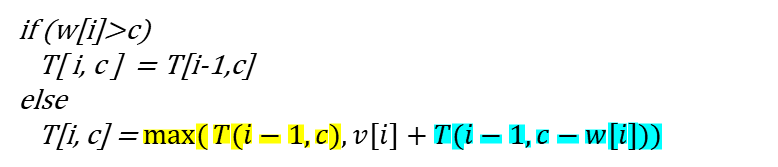 if (w[i]>c)
T[ i, c ] = T[i-1,c]
else
T[i, c] = max( T(i − 1, c), v[i] + T(i − 1, c − w[i]))